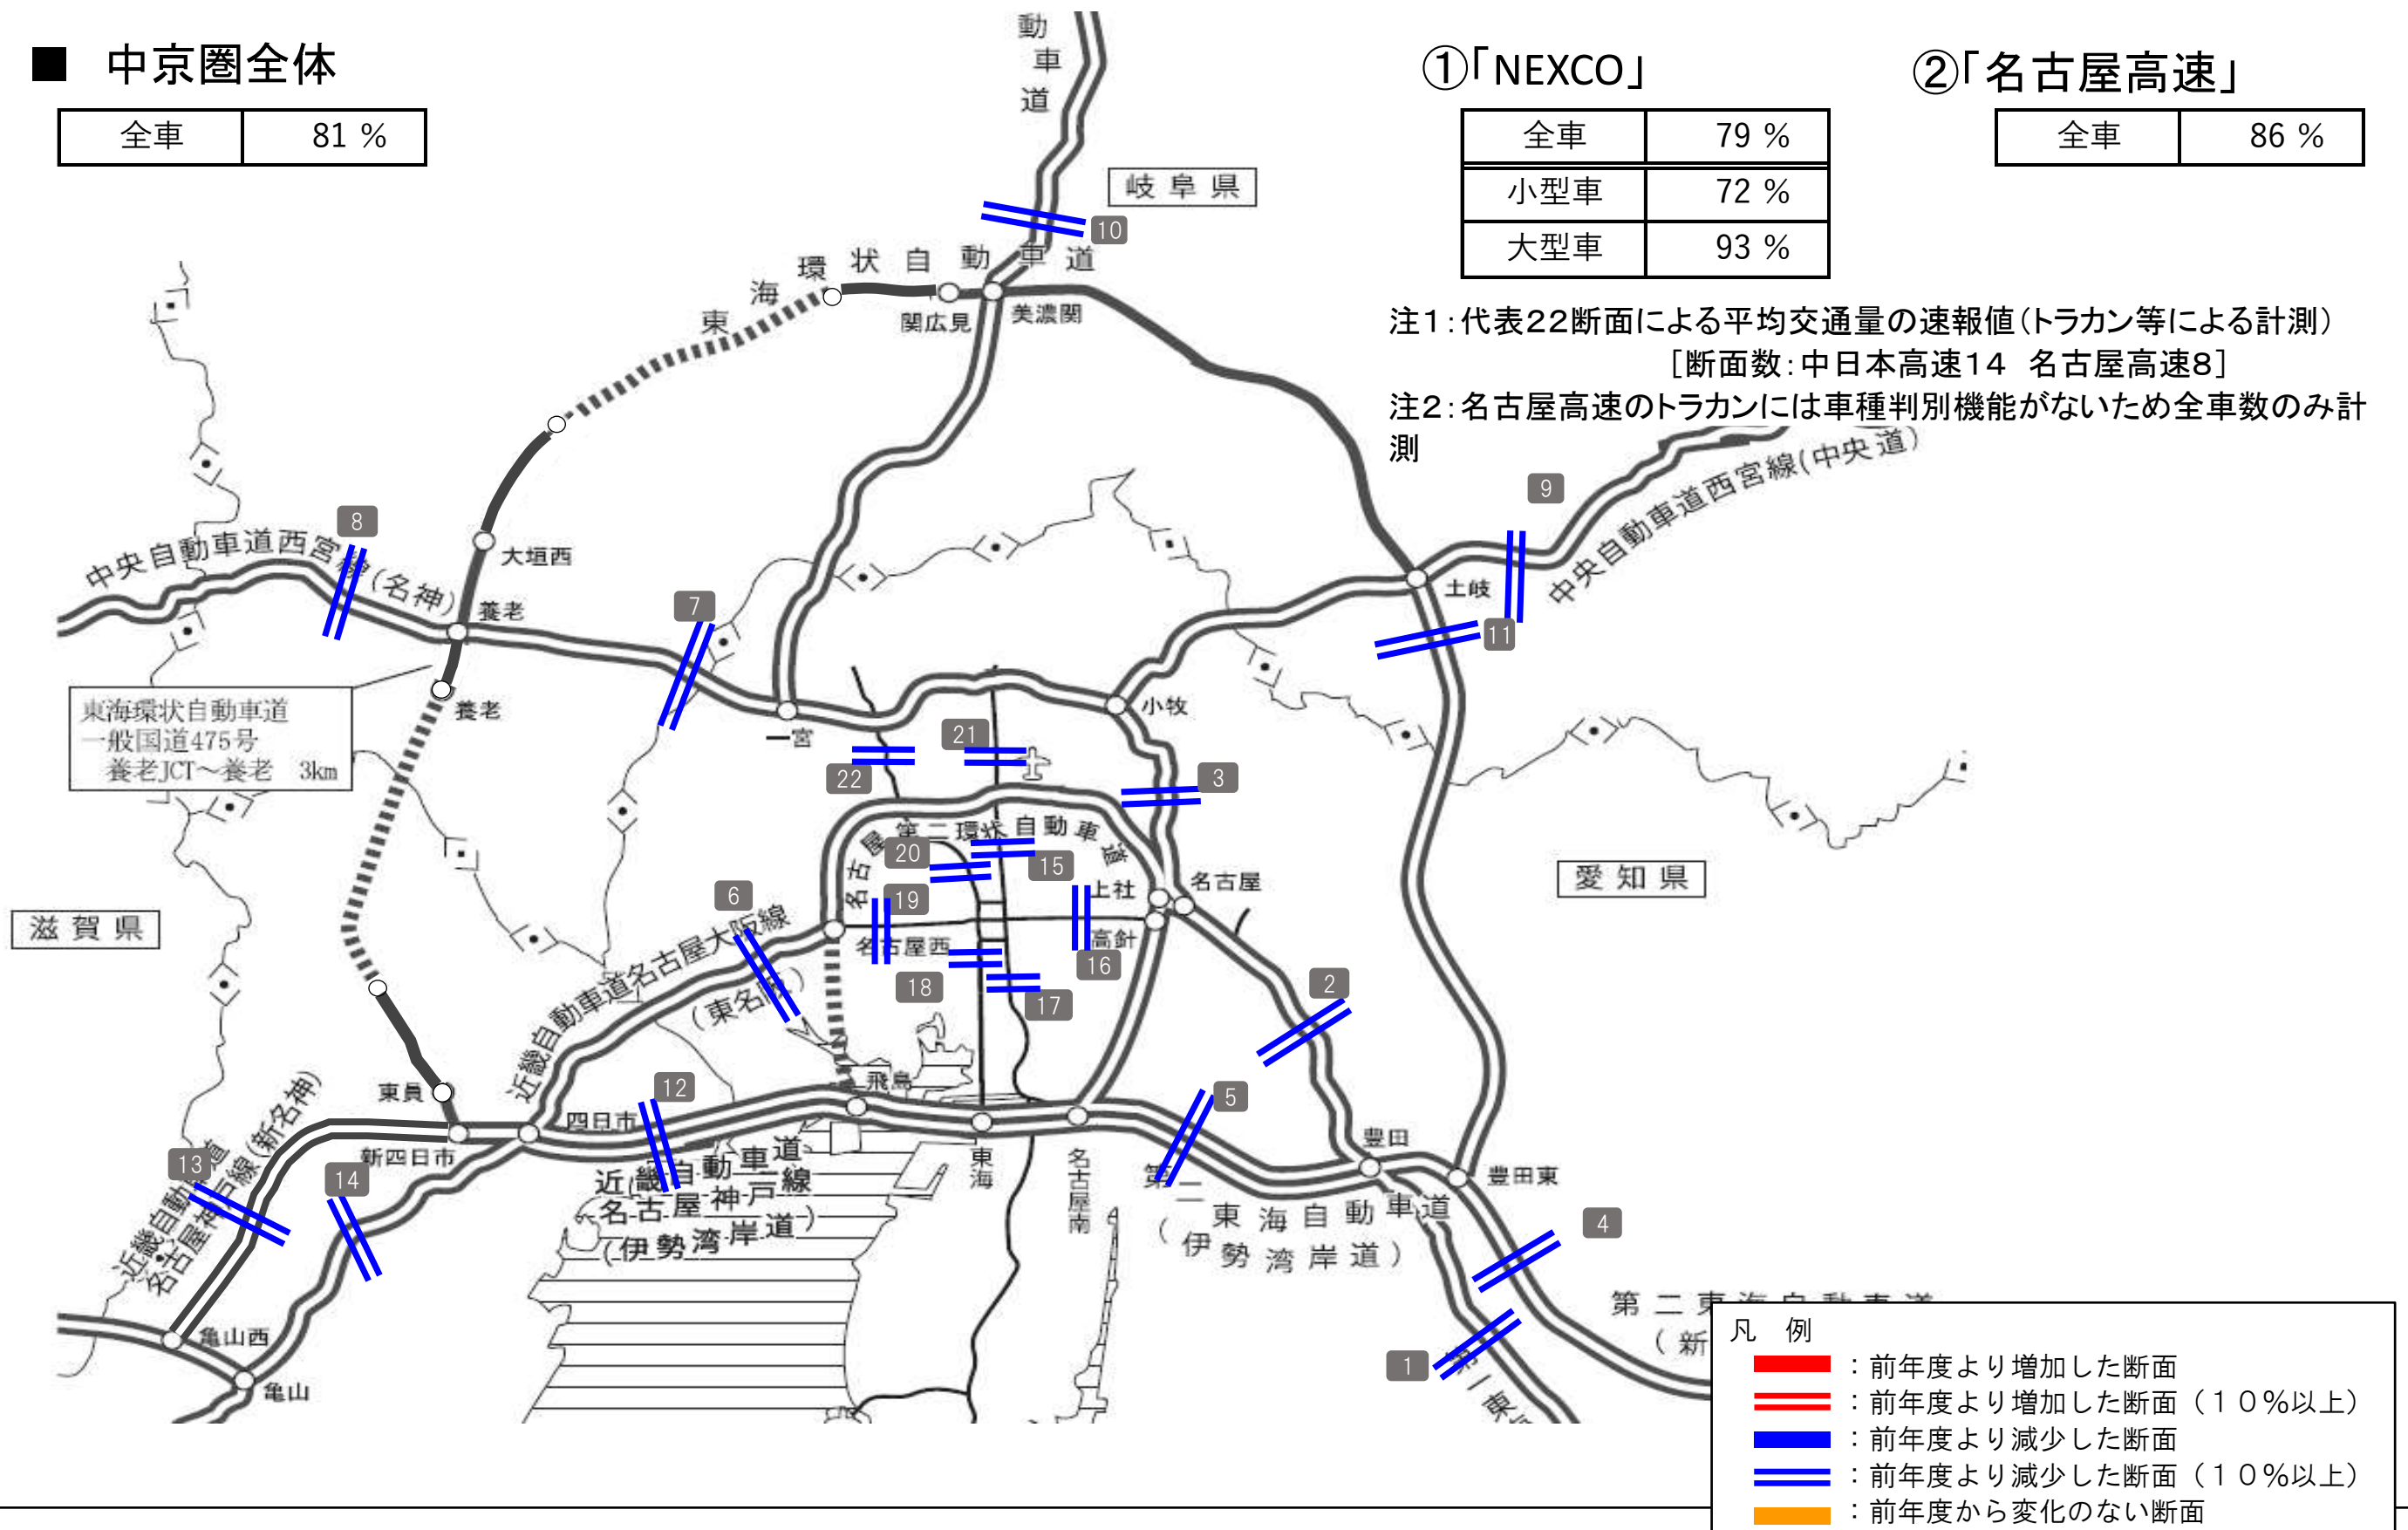 ■ 中京圏全体
全車 81 %
①「NEXCO」
全車 79 %
小型車 72 %
大型車 93 %
②「名古屋高速」
全車 86 %
注1：代表22断面による平均交通量の速報値（トラカン等による計測）
［断面数：中日本高速14 名古屋高速8］
注2：名古屋高速のトラカンには車種判別機能がないため全車数のみ計
測
動車道
岐阜県
10
東海環状自動車道
関広見
美濃関
9
中央自動車道西宮線(中央道)
8
中央自動車道西宮線(名神)
大垣西
養老
7
土岐
11
養老
東海環状自動車道
一般国道475号
養老JCT～養老 3km
一宮
小牧
21
22
3
名古屋第二環状自動車道
20
15
上社
名古屋
愛知県
6
19
滋賀県
名古屋西
高針
16
近畿自動車道名古屋大阪線
(東名阪)
18
17
2
東員
飛島
12
5
四日市
新四日市
13
14
近畿自動車道
名古屋神戸線(新名神)
近畿自動車道
名古屋神戸線
(伊勢湾岸道)
東海
名古屋南
豊田
豊田東
第二東海自動車道
(伊勢湾岸道)
4
亀山西
亀山
1
第一東
第二東海自動車道
(新
凡 例
：前年度より増加した断面
：前年度より増加した断面（１０％以上）
：前年度より減少した断面
：前年度より減少した断面（１０％以上）
：前年度から変化のない断面